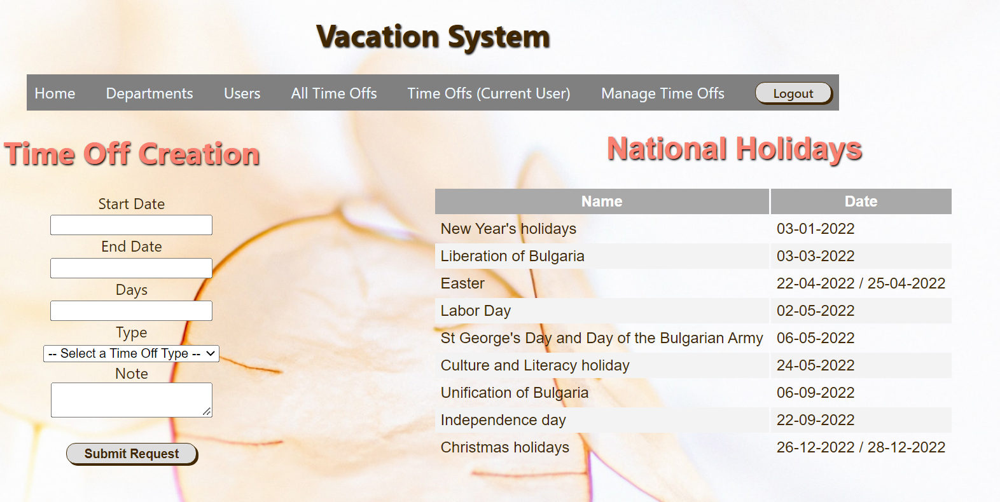 Vacation System
Home Departments Users All Time Offs Time Offs (Current User) Manage Time Offs Logout
Time Off Creation
Start Date
End Date
Days
Type
-- Select a Time Off Type --
Note
Submit Request
National Holidays
Name Date
New Year's holidays 03-01-2022
Liberation of Bulgaria 03-03-2022
Easter 22-04-2022 / 25-04-2022
Labor Day 02-05-2022
St George's Day and Day of the Bulgarian Army 06-05-2022
Culture and Literacy holiday 24-05-2022
Unification of Bulgaria 06-09-2022
Independence day 22-09-2022
Christmas holidays 26-12-2022 / 28-12-2022